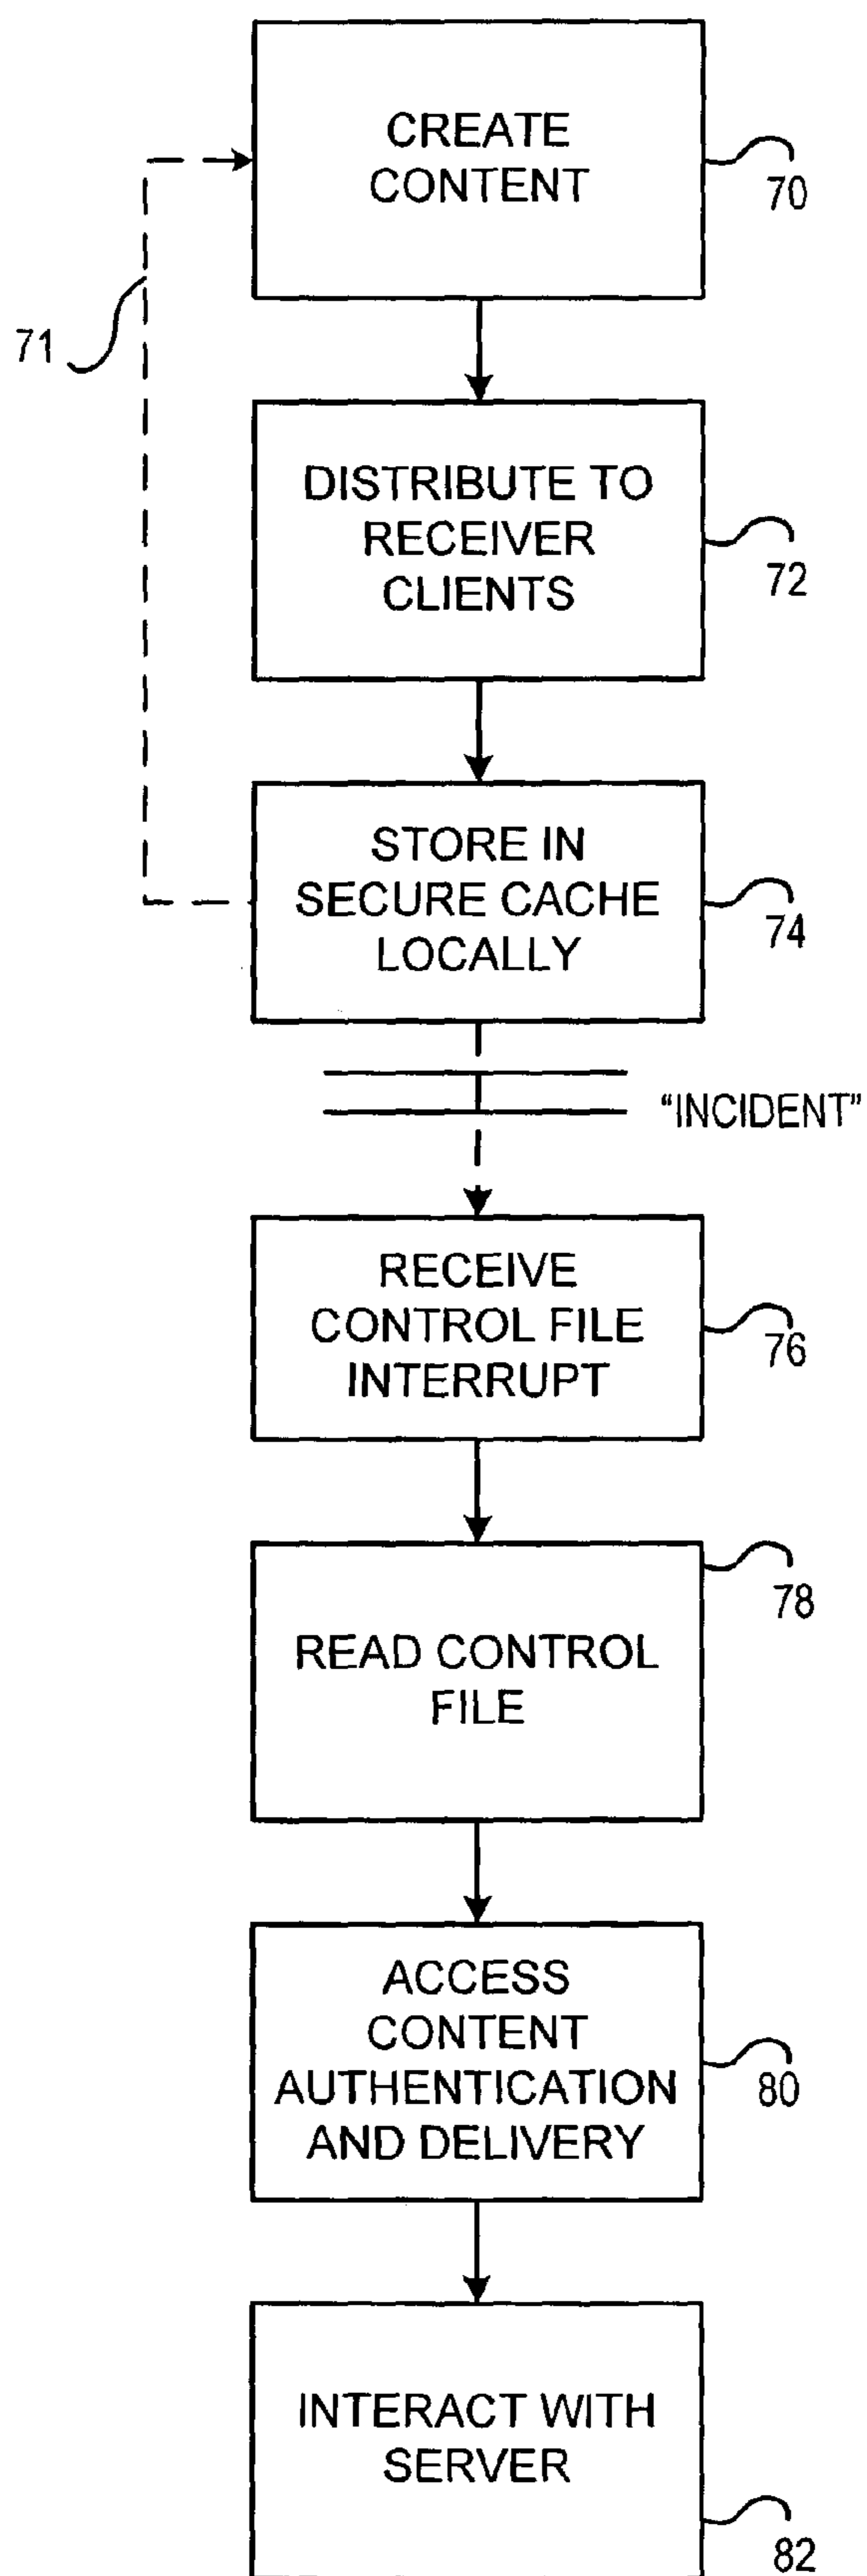 CREATE
CONTENT
70
71
DISTRIBUTE TO
RECEIVER
CLIENTS
72
STORE IN
SECURE CACHE
LOCALLY
74
“INCIDENT”
RECEIVE
CONTROL FILE
INTERRUPT
76
78
READ CONTROL
FILE
ACCESS
CONTENT
AUTHENTICATION
AND DELIVERY
80
INTERACT WITH
SERVER
82